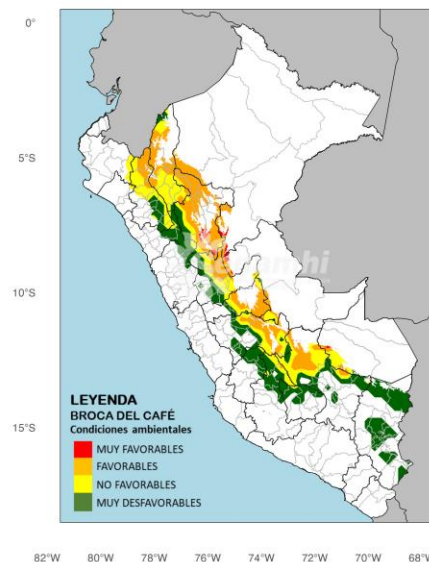 0°
5°S
10°S
15°S
senamhi
LEYENDA
BROCA DEL CAFÉ
Condiciones ambientales
MUY FAVORABLES
FAVORABLES
NO FAVORABLES
MUY DESFAVORABLES
82°W 80°W 78°W 76°W 74°W 72°W 70°W 68°W